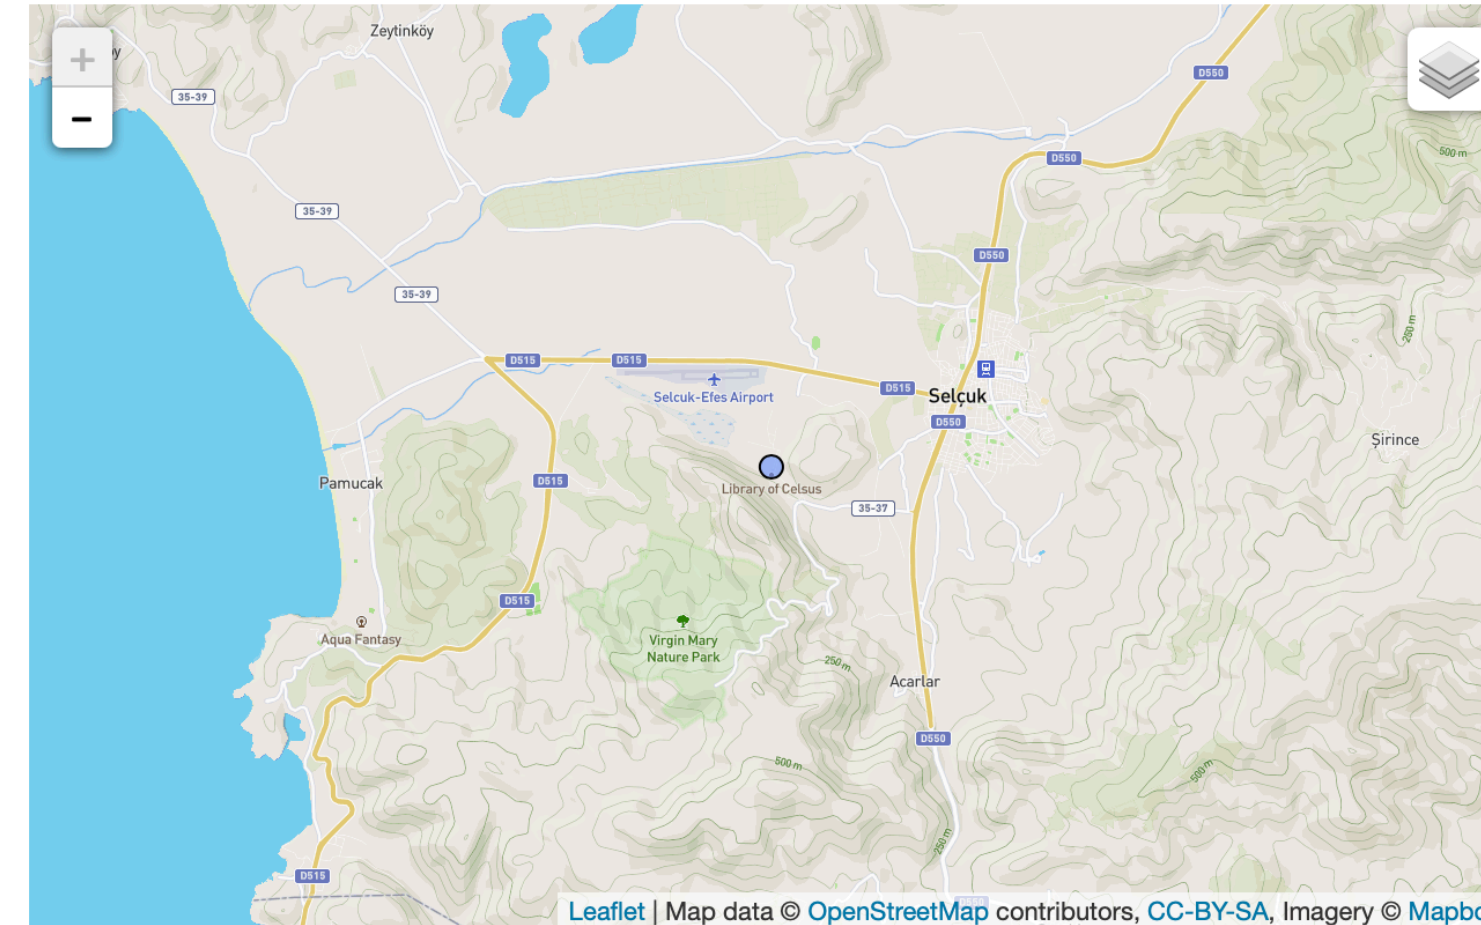 Zeytinköy
+
y
−
35-39
D550
D550
500 m
35-39
D550
35-39
250 m
D515
D515
Selcuk-Efes Airport
D515
Selçuk
D550
Şirince
Pamucak
D515
Library of Celsus
35-37
D515
Aqua Fantasy
Virgin Mary
Nature Park
250 m
Acarlar
D550
500 m
500 m
250 m
D515
D550
Leaflet | Map data © OpenStreetMap contributors, CC-BY-SA, Imagery © Mapbo